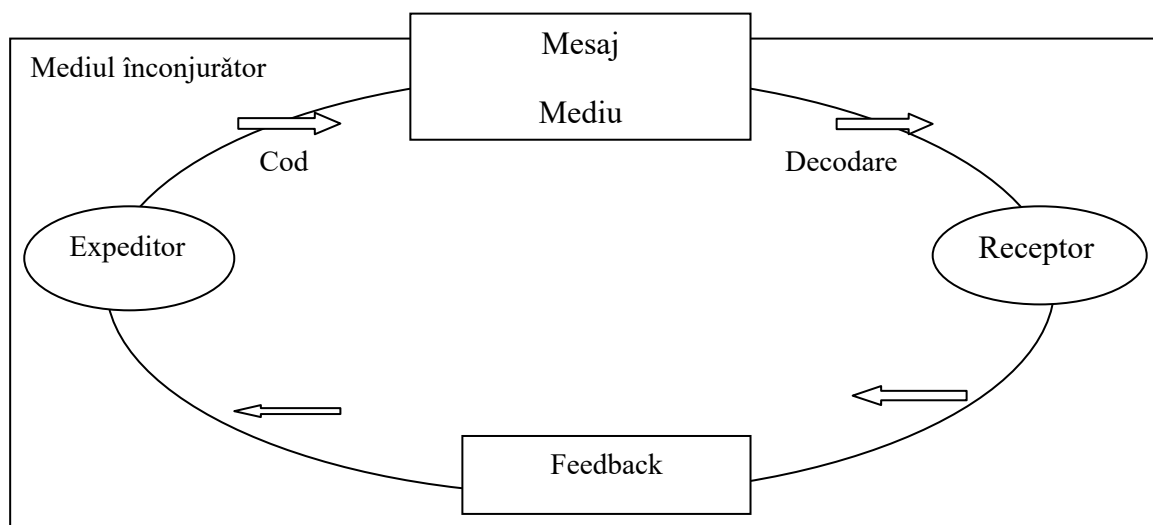 Mesaj
Mediul înconjurător
Mediu
Cod
Decodare
Expeditor
Receptor
Feedback